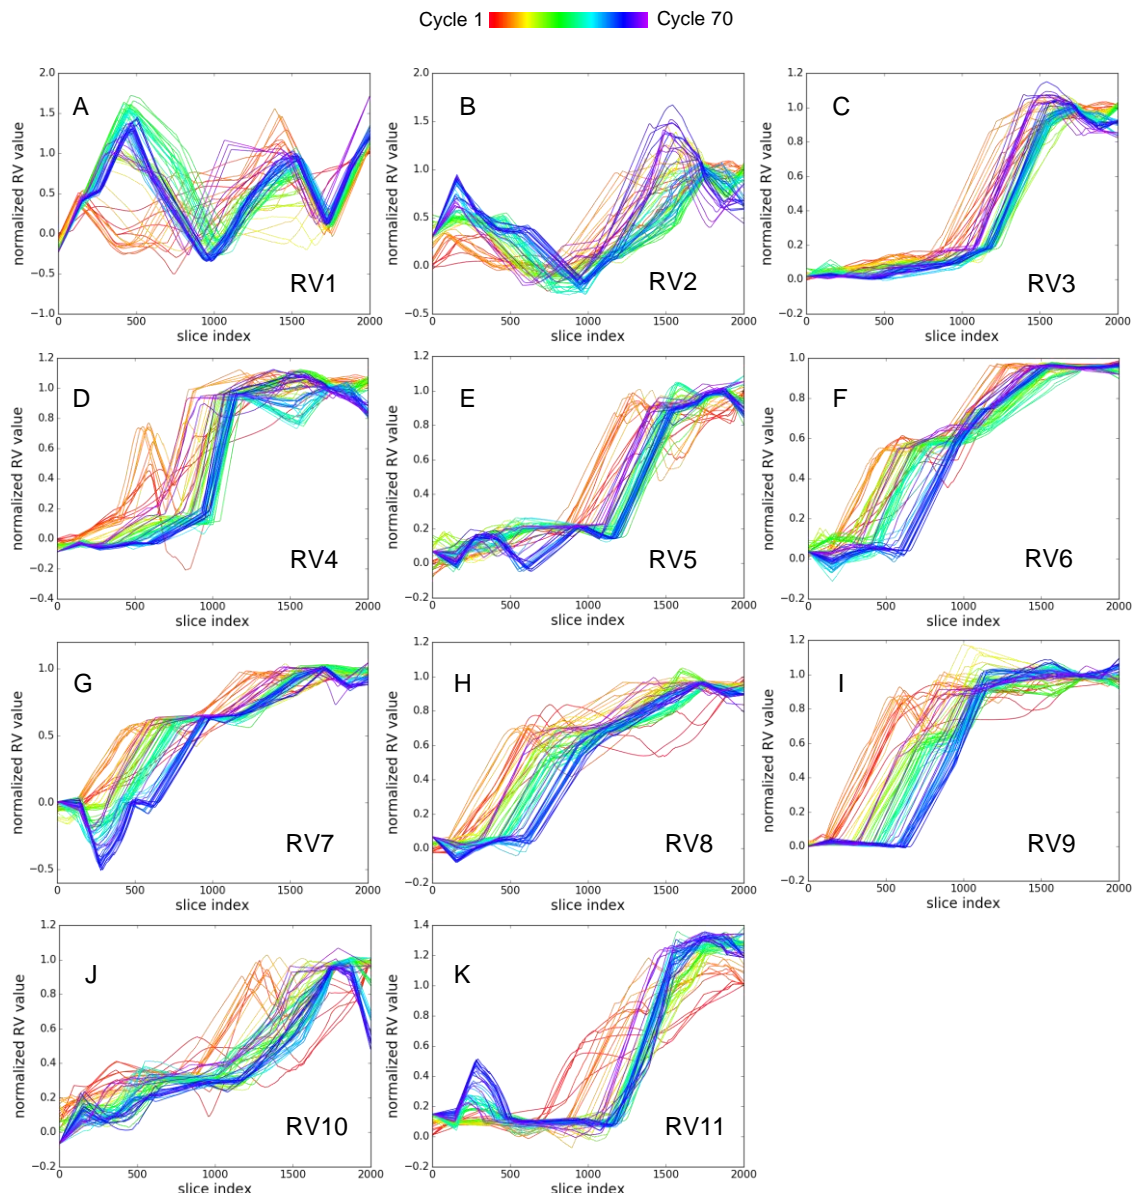 Cycle 1 Cycle 70
A B C
2.0 2.0 1.2
1.5 1.5 1.0
1.0 1.0 0.8
0.5 0.5 0.6
0.0 0.0 0.4
−0.5 0.2
0.0
−1.0 −0.5 −0.2
normalized RV value normalized RV value normalized RV value
RV1 RV2 RV3
0 500 1000 1500 2000 0 500 1000 1500 2000 0 500 1000 1500 2000
slice index slice index slice index
D E F
1.2 1.2 1.0
1.0 1.0 0.8
0.8 0.8 0.6
0.6 0.6 0.4
0.4 0.4 0.2
0.2 0.2 0.0
0.0 0.0 −0.2
−0.2 −0.2
−0.4
normalized RV value normalized RV value normalized RV value
RV4 RV5 RV6
0 500 1000 1500 2000 0 500 1000 1500 2000 0 500 1000 1500 2000
slice index slice index slice index
G H I
1.0 1.2 1.2
0.5 1.0 1.0
0.0 0.8 0.8
−0.5 0.6 0.6
0.4 0.4
0.2 0.2
0.0 0.0
−0.2 −0.2
normalized RV value normalized RV value normalized RV value
RV7 RV8 RV9
0 500 1000 1500 2000 0 500 1000 1500 2000 0 500 1000 1500 2000
slice index slice index slice index
J K
1.2 1.4
1.0 1.2
0.8 1.0
0.6 0.8
0.4 0.6
0.2 0.4
0.0 0.2
−0.2 0.0
−0.2
normalized RV value normalized RV value
RV10 RV11
0 500 1000 1500 2000 0 500 1000 1500 2000
slice index slice index